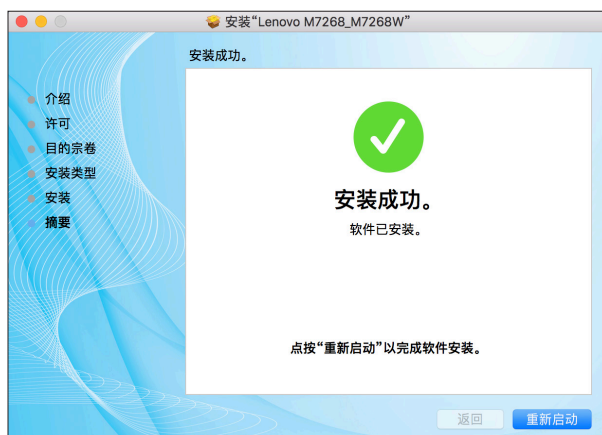 安装“Lenovo M7268_M7268W”
安装成功。
介绍
许可
目的宗卷
安装类型
安装
摘要
安装成功。
软件已安装。
点按“重新启动”以完成软件安装。
返回
重新启动